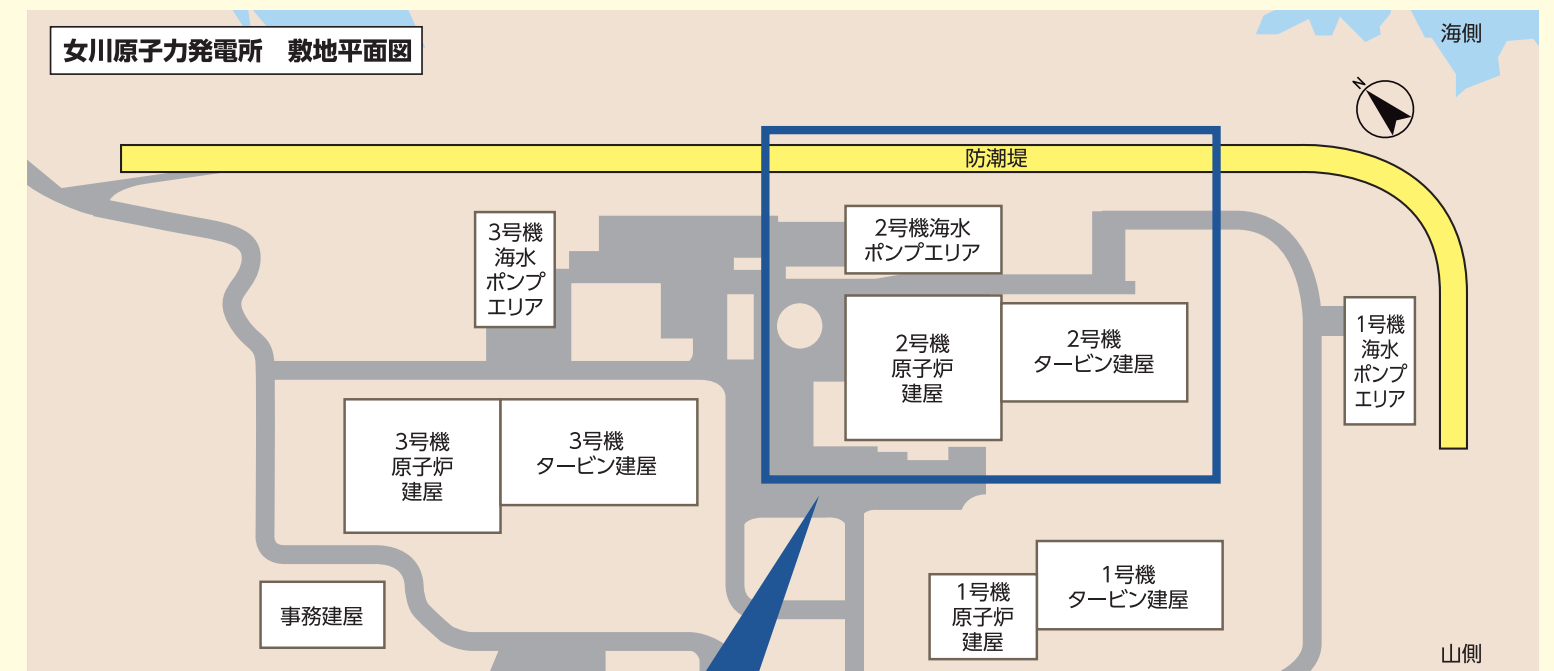 女川原子力発電所　敷地平面図
海側
N
防潮堤
3号機
海水
ポンプ
エリア
2号機海水
ポンプエリア
2号機
原子炉
建屋
2号機
タービン建屋
1号機
海水
ポンプ
エリア
3号機
原子炉
建屋
3号機
タービン建屋
1号機
原子炉
建屋
1号機
タービン建屋
事務建屋
山側